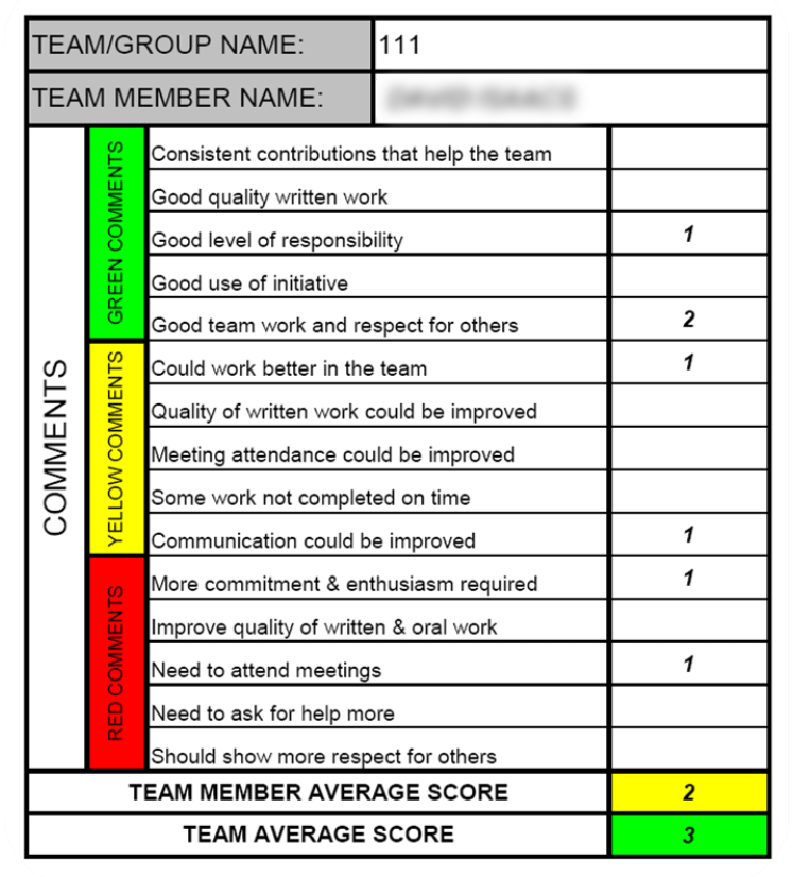 TEAM/GROUP NAME: 111
TEAM MEMBER NAME:
COMMENTS
GREEN COMMENTS
Consistent contributions that help the team
Good quality written work
Good level of responsibility 1
Good use of initiative
Good team work and respect for others 2
YELLOW COMMENTS
Could work better in the team 1
Quality of written work could be improved
Meeting attendance could be improved
Some work not completed on time
Communication could be improved 1
RED COMMENTS
More commitment & enthusiasm required 1
Improve quality of written & oral work
Need to attend meetings 1
Need to ask for help more
Should show more respect for others
TEAM MEMBER AVERAGE SCORE 2
TEAM AVERAGE SCORE 3